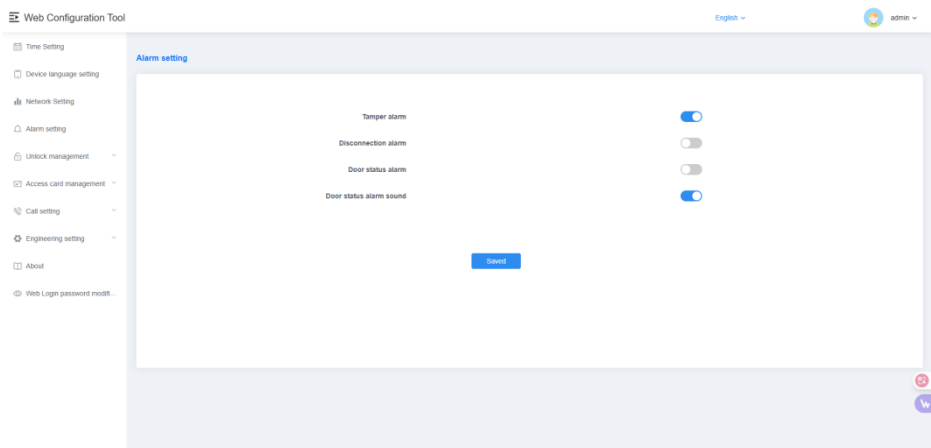 Web Configuration Tool
English
admin
Time Setting
Device language setting
Network Setting
Alarm setting
Unlock management
Access card management
Call setting
Engineering setting
About
Web Login password modifi...
Alarm setting
Tamper alarm
Disconnection alarm
Door status alarm
Door status alarm sound
Saved